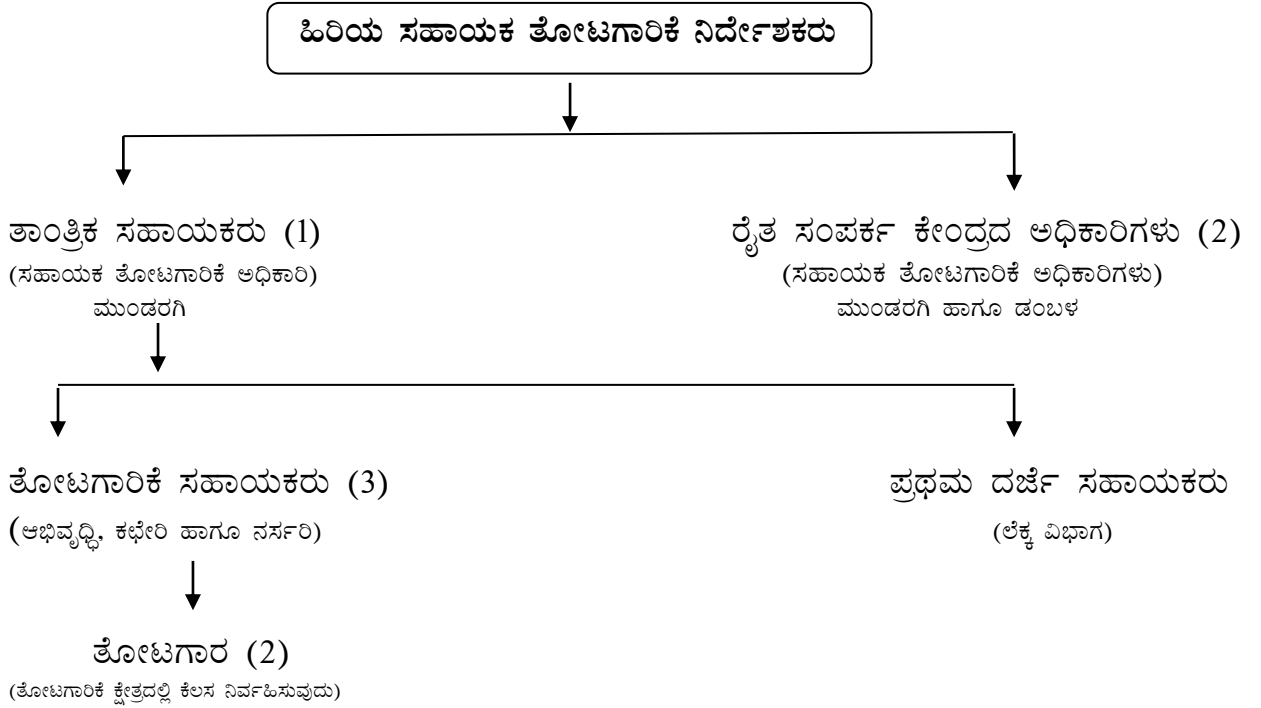 ಹಿರಿಯ ಸಹಾಯಕ ತೋಟಗಾರಿಕೆ ನಿರ್ದೇಶಕರು
ತಾಂತ್ರಿಕ ಸಹಾಯಕರು (1)
(ಸಹಾಯಕ ತೋಟಗಾರಿಕೆ ಅಧಿಕಾರಿ)
ಮುಂಡರಗಿ
ರೈತ ಸಂಪರ್ಕ ಕೇಂದ್ರದ ಅಧಿಕಾರಿಗಳು (2)
(ಸಹಾಯಕ ತೋಟಗಾರಿಕೆ ಅಧಿಕಾರಿಗಳು)
ಮುಂಡರಗಿ ಹಾಗೂ ಡಂಬಳ
ತೋಟಗಾರಿಕೆ ಸಹಾಯಕರು (3)
(ಆಭಿವೃಧ್ಧಿ, ಕಛೇರಿ ಹಾಗೂ ನರ್ಸರಿ)
ಪ್ರಥಮ ದರ್ಜೆ ಸಹಾಯಕರು
(ಲೆಕ್ಕ ವಿಭಾಗ)
ತೋಟಗಾರ (2)
(ತೋಟಗಾರಿಕೆ ಕ್ಷೇತ್ರದಲ್ಲಿ ಕೆಲಸ ನಿರ್ವಹಿಸುವುದು)